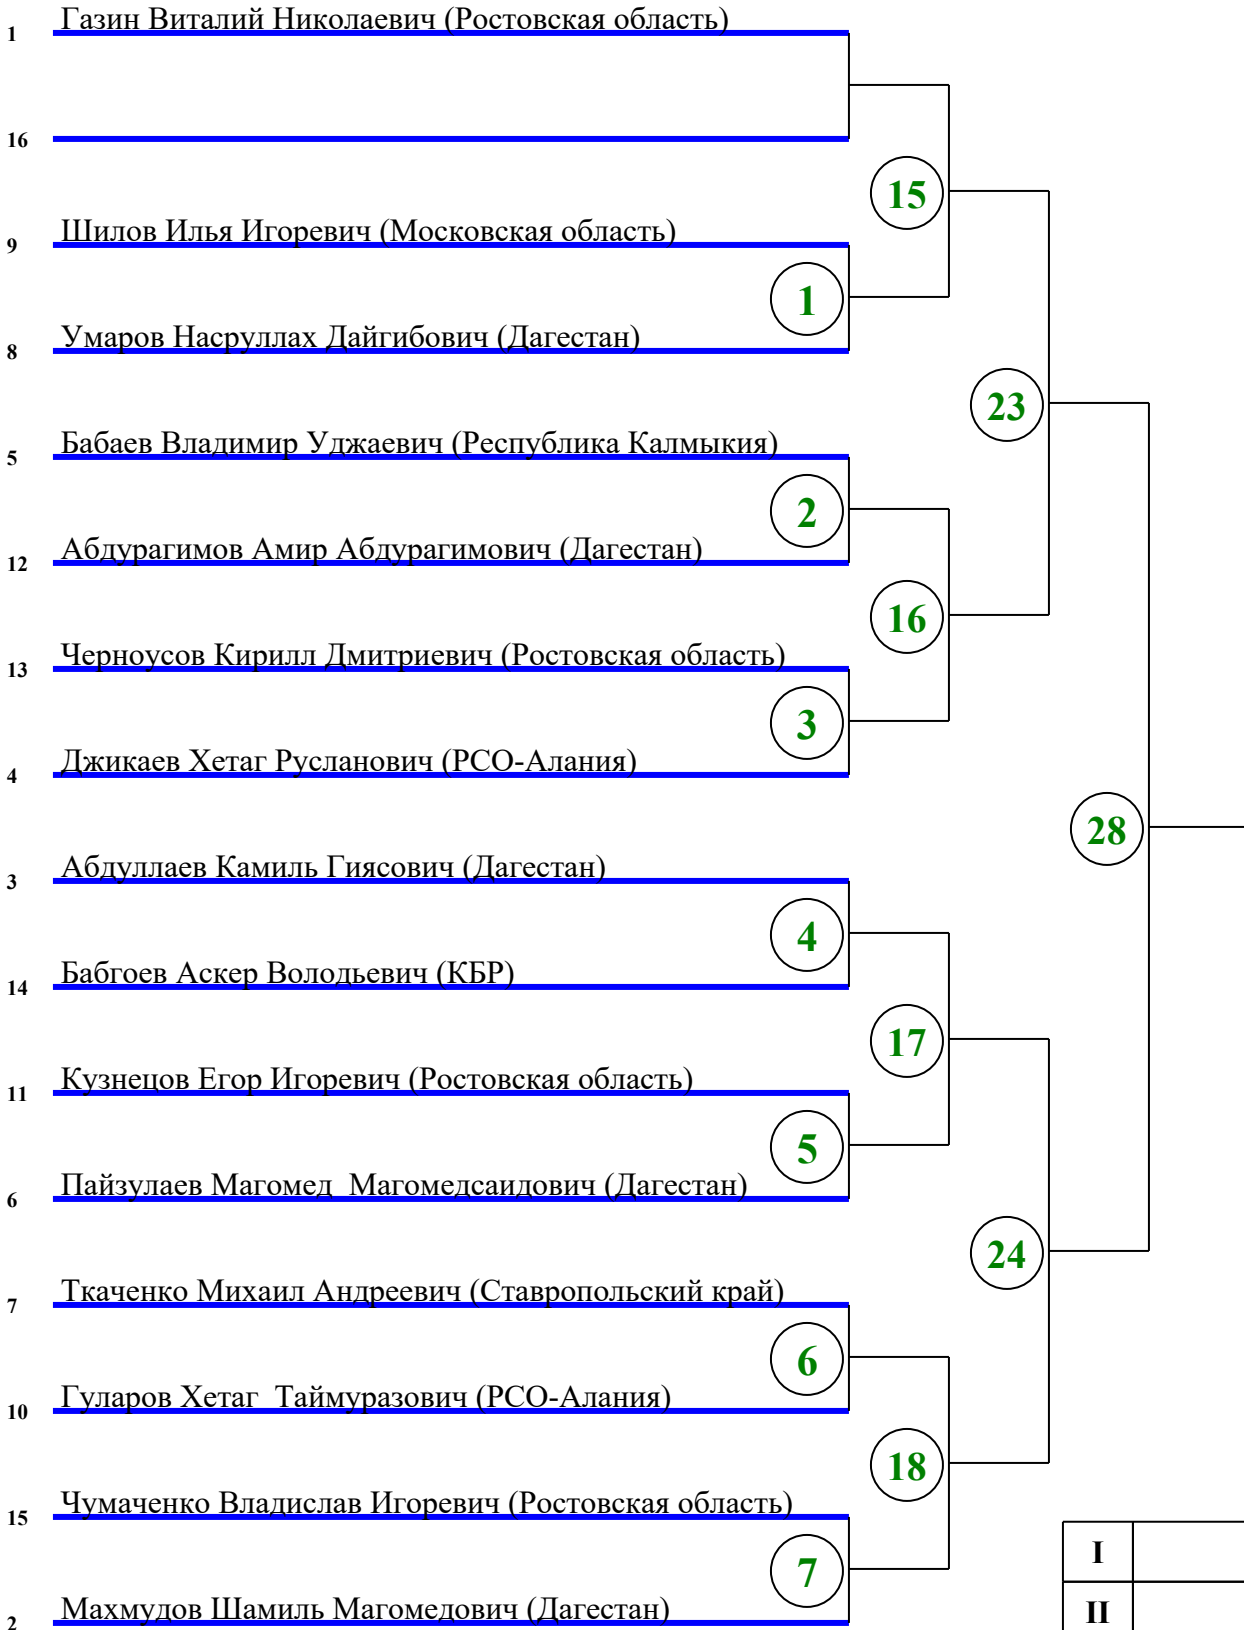 Газин Виталий Николаевич (Ростовская область)
1
16
15
Шилов Илья Игоревич (Московская область)
9
1
Умаров Насруллах Дайгибович (Дагестан)
8
23
Бабаев Владимир Уджаевич (Республика Калмыкия)
5
2
Абдурагимов Амир Абдурагимович (Дагестан)
12
16
Черноусов Кирилл Дмитриевич (Ростовская область)
13
3
Джикаев Хетаг Русланович (РСО-Алания)
4
28
Абдуллаев Камиль Гиясович (Дагестан)
3
4
Бабгоев Аскер Володьевич (КБР)
14
17
Кузнецов Егор Игоревич (Ростовская область)
11
5
Пайзулаев Магомед  Магомедсаидович (Дагестан)
6
24
Ткаченко Михаил Андреевич (Ставропольский край)
7
6
Гуларов Хетаг  Таймуразович (РСО-Алания)
10
18
Чумаченко Владислав Игоревич (Ростовская область)
15
I
7
Махмудов Шамиль Магомедович (Дагестан)
2
II